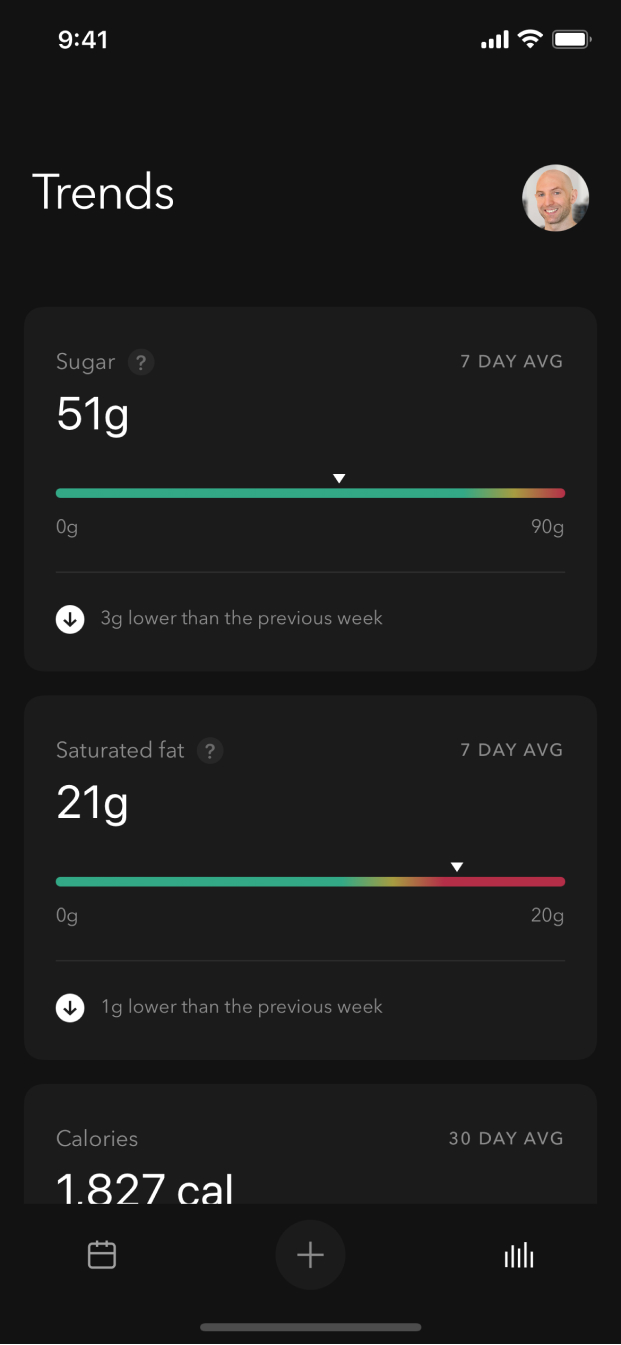 9:41
Trends
Sugar ? 7 DAY AVG
51g
0g 90g
3g lower than the previous week
Saturated fat ? 7 DAY AVG
21g
0g 20g
1g lower than the previous week
Calories 30 DAY AVG
1,827 cal